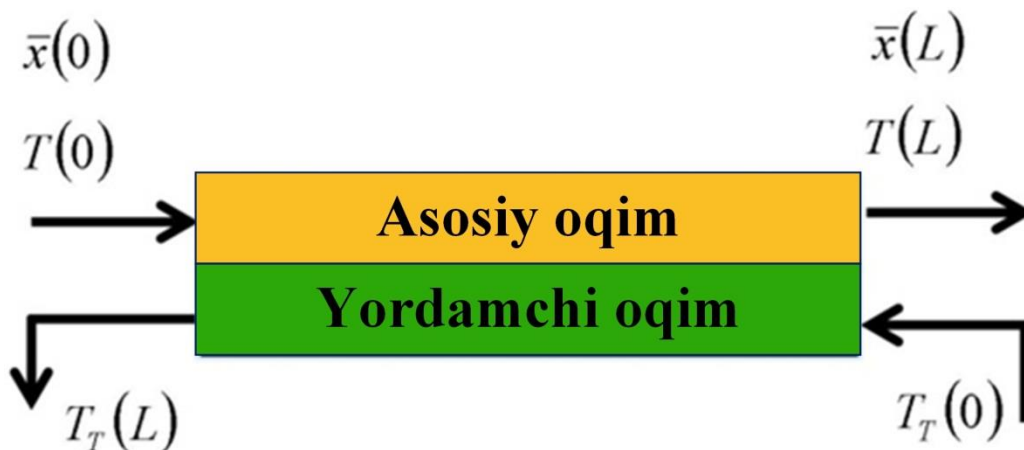 x̄(0)
x̄(L)
T(0)
T(L)
Asosiy oqim
Yordamchi oqim
T_T(L)
T_T(0)